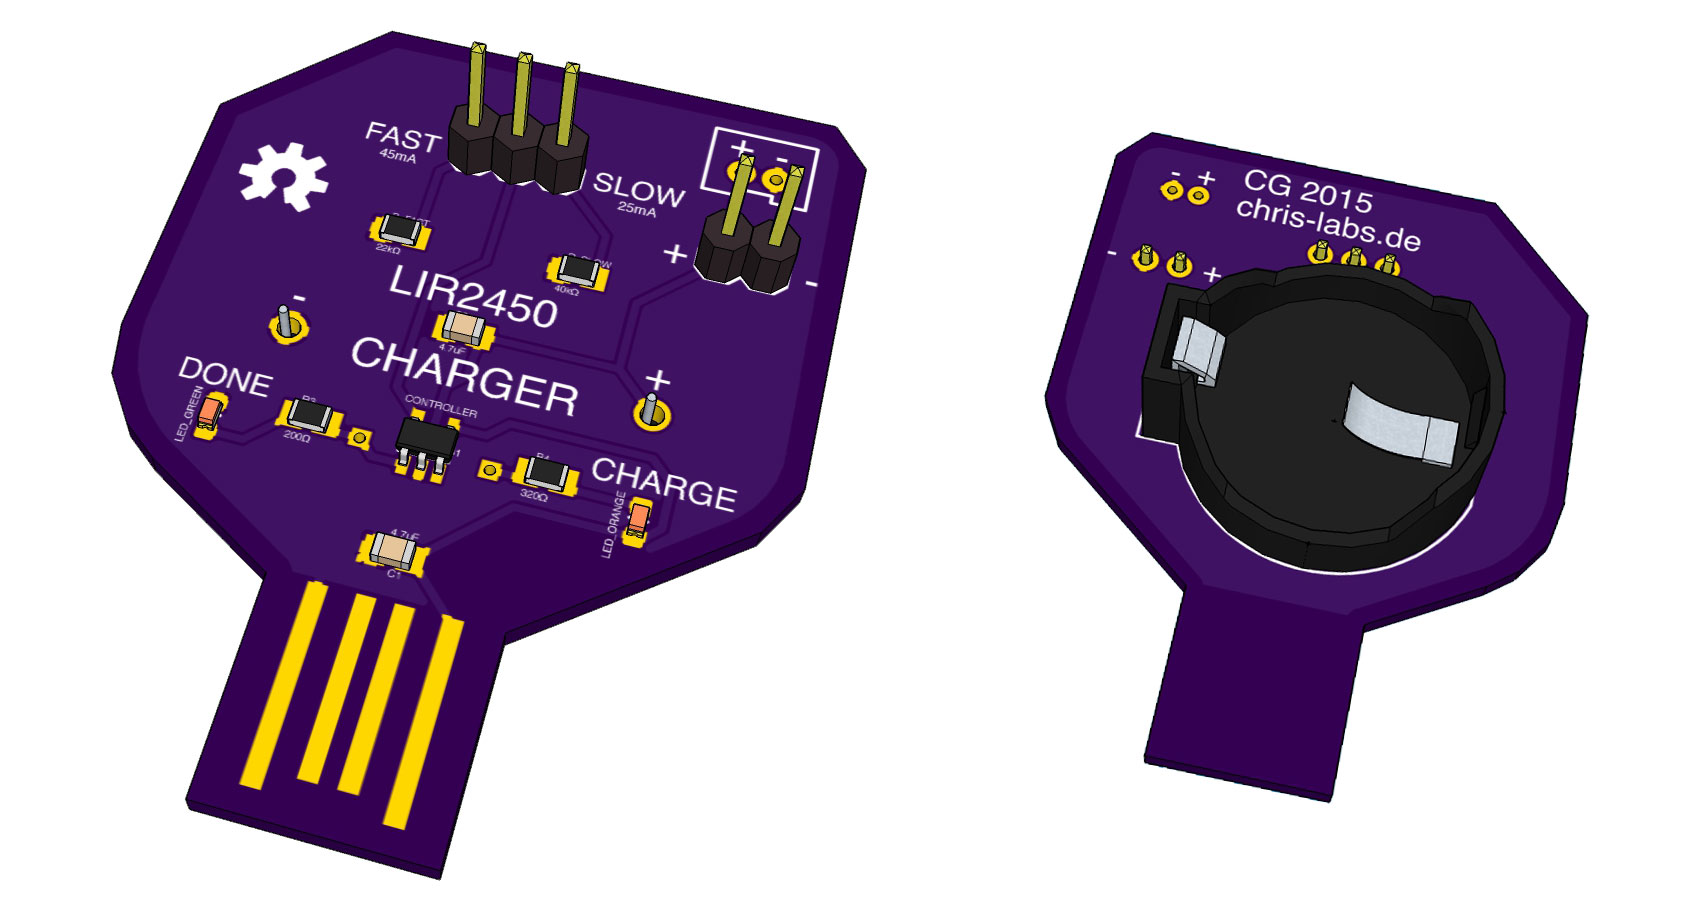 FAST
45mA
+ -
SLOW
25mA
22kΩ
+
-
40kΩ
LIR2450
-
4.7uF
CHARGER
+
DONE
CONTROLLER
LED_GREEN
200Ω
CHARGE
320Ω
LED_ORANGE
4.7uF
C1
- +
CG 2015
chris-labs.de
-
+